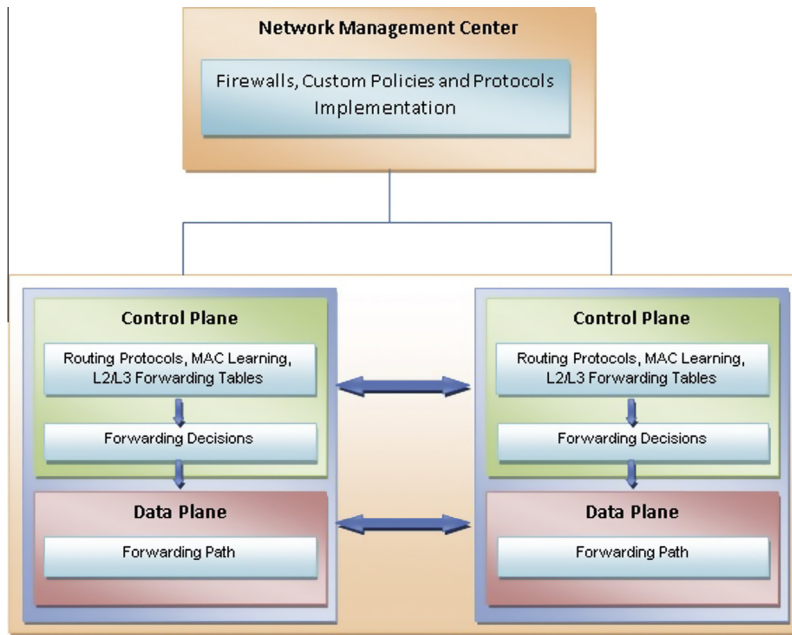 Network Management Center
Firewalls, Custom Policies and Protocols
Implementation
Control Plane
Routing Protocols, MAC Learning,
L2/L3 Forwarding Tables
Forwarding Decisions
Data Plane
Forwarding Path
Control Plane
Routing Protocols, MAC Learning,
L2/L3 Forwarding Tables
Forwarding Decisions
Data Plane
Forwarding Path